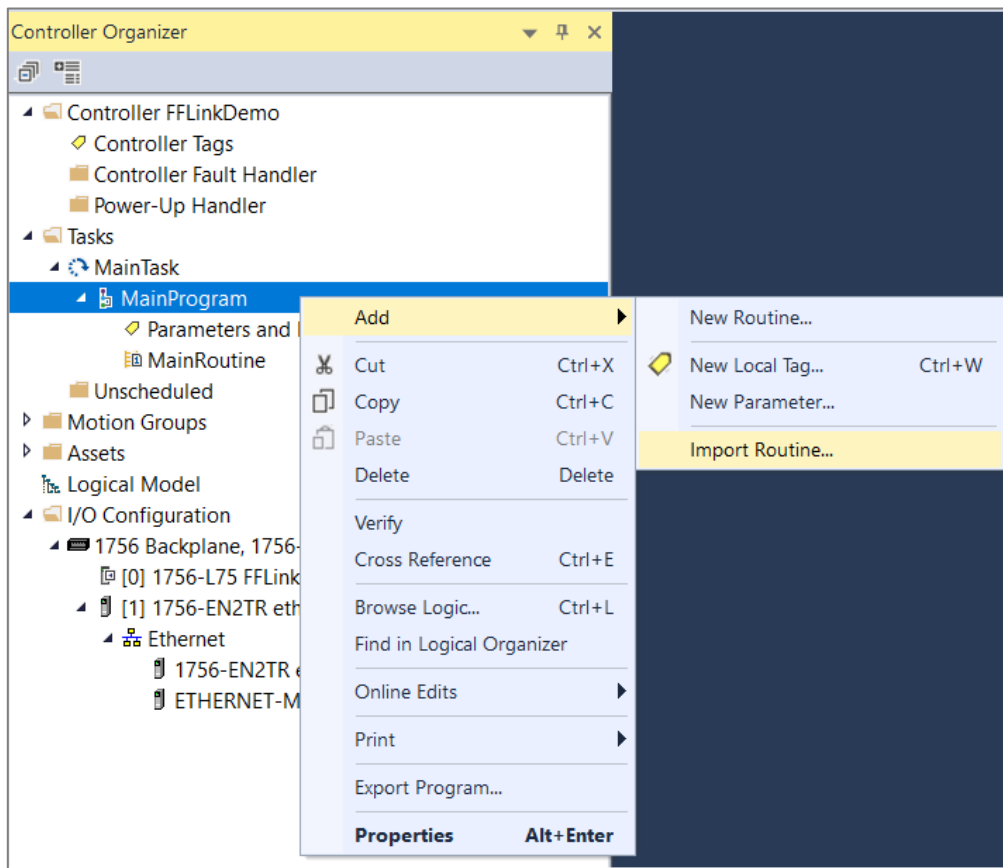 Controller Organizer
Controller FFLinkDemo
Controller Tags
Controller Fault Handler
Power-Up Handler
Tasks
MainTask
MainProgram
Parameters and
MainRoutine
Unscheduled
Motion Groups
Assets
Logical Model
I/O Configuration
1756 Backplane, 1756-
[0] 1756-L75 FFLink
[1] 1756-EN2TR eth
Ethernet
1756-EN2TR
ETHERNET-M
Add
Cut Ctrl+X
Copy Ctrl+C
Paste Ctrl+V
Delete Delete
Verify
Cross Reference Ctrl+E
Browse Logic... Ctrl+L
Find in Logical Organizer
Online Edits
Print
Export Program...
Properties Alt+Enter
New Routine...
New Local Tag... Ctrl+W
New Parameter...
Import Routine...